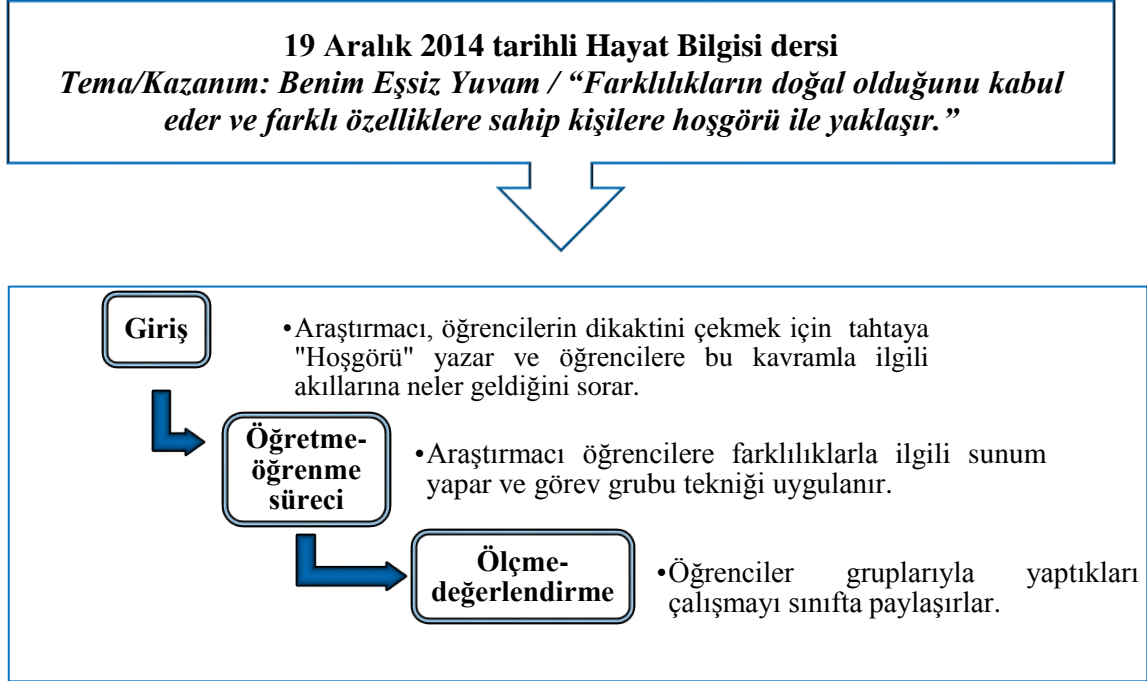 19 Aralık 2014 tarihli Hayat Bilgisi dersi
Tema/Kazanım: Benim Eşsiz Yuvam / “Farklılıkların doğal olduğunu kabul
eder ve farklı özelliklere sahip kişilere hoşgörü ile yaklaşır.”
Giriş
•Araştırmacı, öğrencilerin dikaktini çekmek için tahtaya
"Hoşgörü" yazar ve öğrencilere bu kavramla ilgili
akıllarına neler geldiğini sorar.
Öğretme-
öğrenme
süreci
•Araştırmacı öğrencilere farklılıklarla ilgili sunum
yapar ve görev grubu tekniği uygulanır.
Ölçme-
değerlendirme
•Öğrenciler gruplarıyla yaptıkları
çalışmayı sınıfta paylaşırlar.